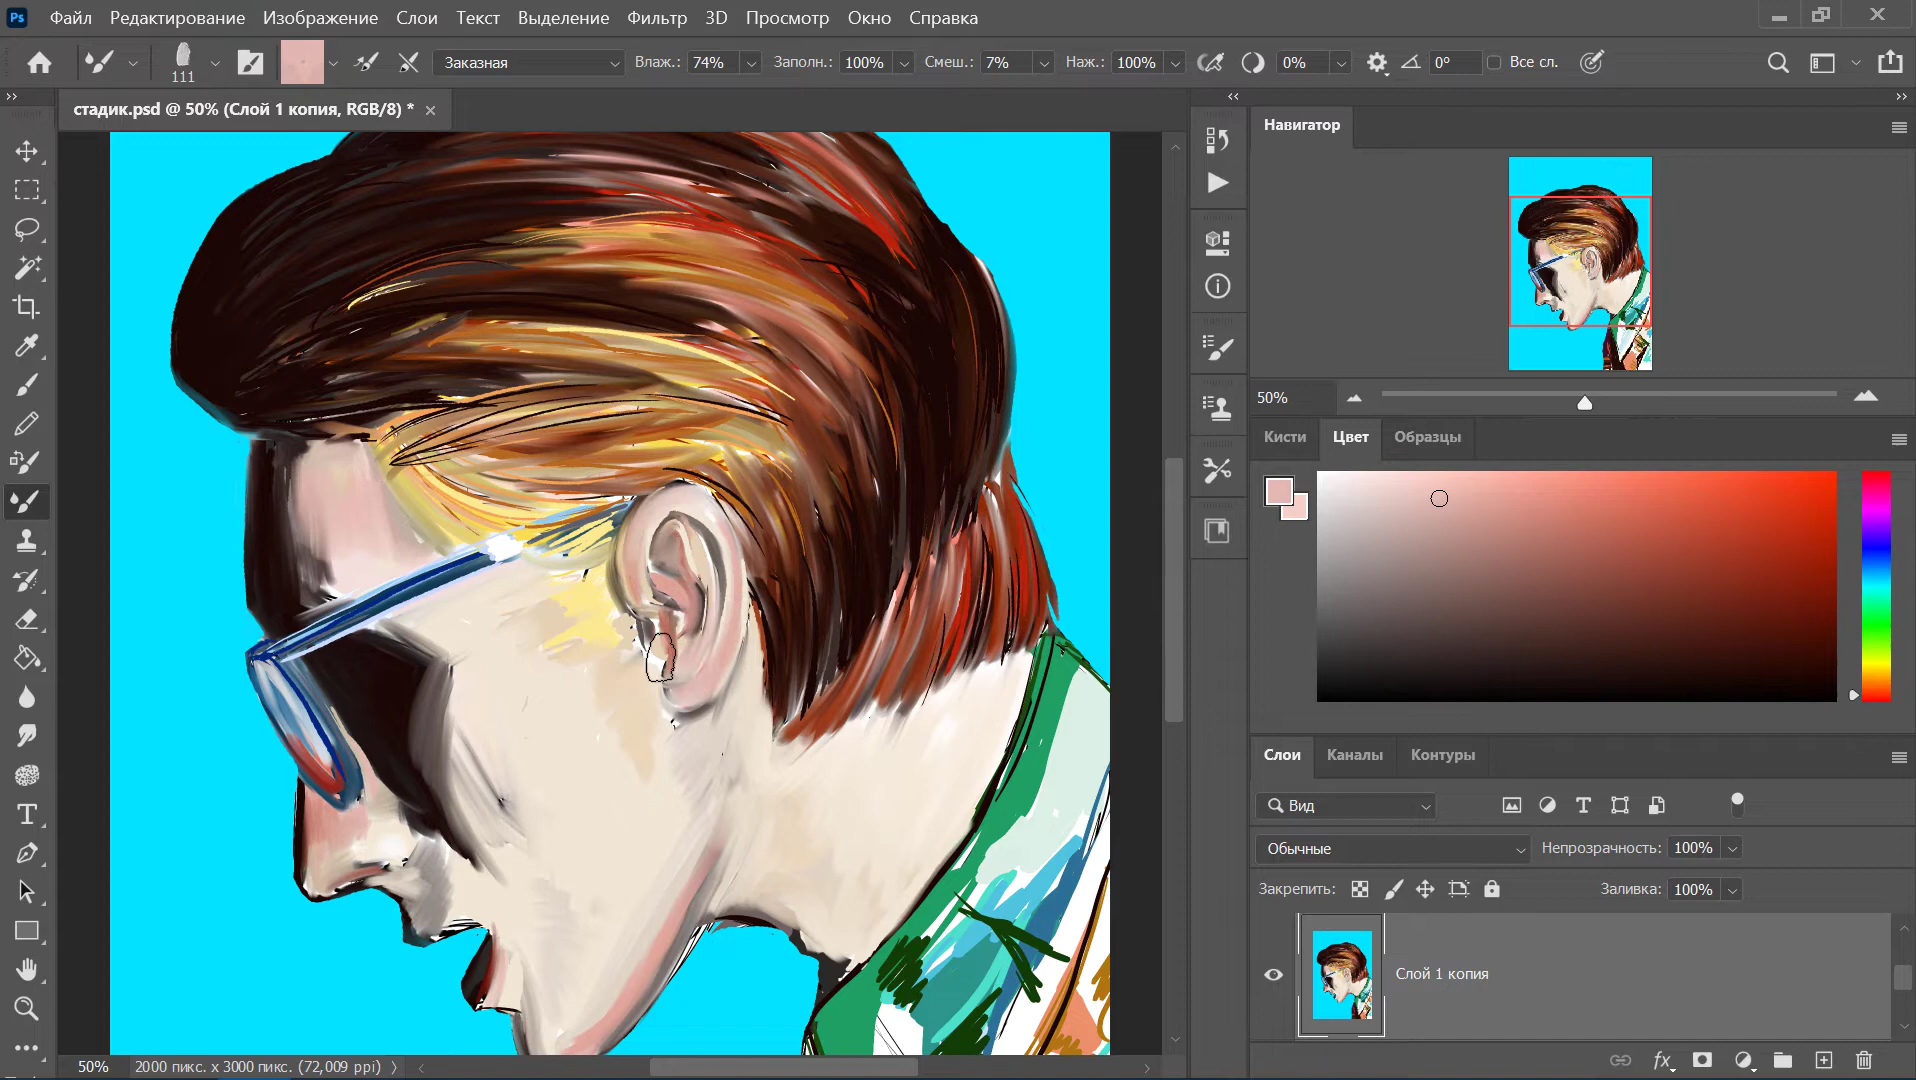 Ps Файл Редактирование Изображение Слои Текст Выделение Фильтр 3D Просмотр Окно Справка
111 Заказная Влаж.: 74% Заполн.: 100% Смеш.: 7% Наж.: 100% 0% 0° Все сл.
стадик.psd @ 50% (Слой 1 копия, RGB/8) *
Навигатор
50%
Кисти Цвет Образцы
Слои Каналы Контуры
Вид
Обычные Непрозрачность: 100%
Закрепить: Заливка: 100%
Слой 1 копия
50% 2000 пикс. x 3000 пикс. (72,009 ppi)
fx